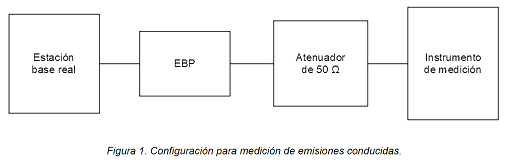 Estación
base real
EBP
Atenuador
de 50 Ω
Instrumento
de medición
Figura 1. Configuración para medición de emisiones conducidas.